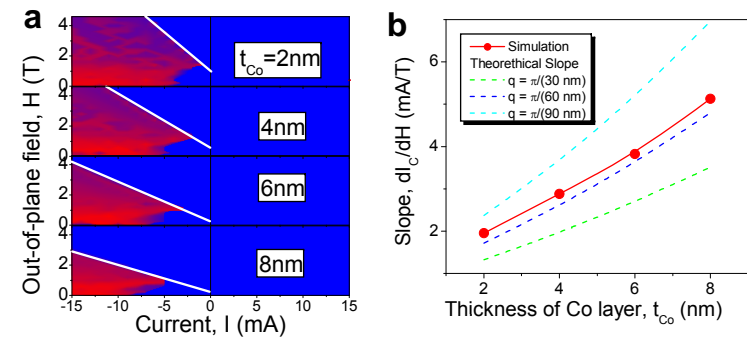 a
Out-of-plane field, H (T)
4
2
0
t_Co=2nm
4
2
0
4nm
4
2
0
6nm
4
2
0
8nm
-15 -10 -5 0 5 10 15
Current, I (mA)
b
Slope, dI_C/dH (mA/T)
6
4
2
Simulation
Theorethical Slope
q = π/(30 nm)
q = π/(60 nm)
q = π/(90 nm)
2 4 6 8
Thickness of Co layer, t_Co (nm)